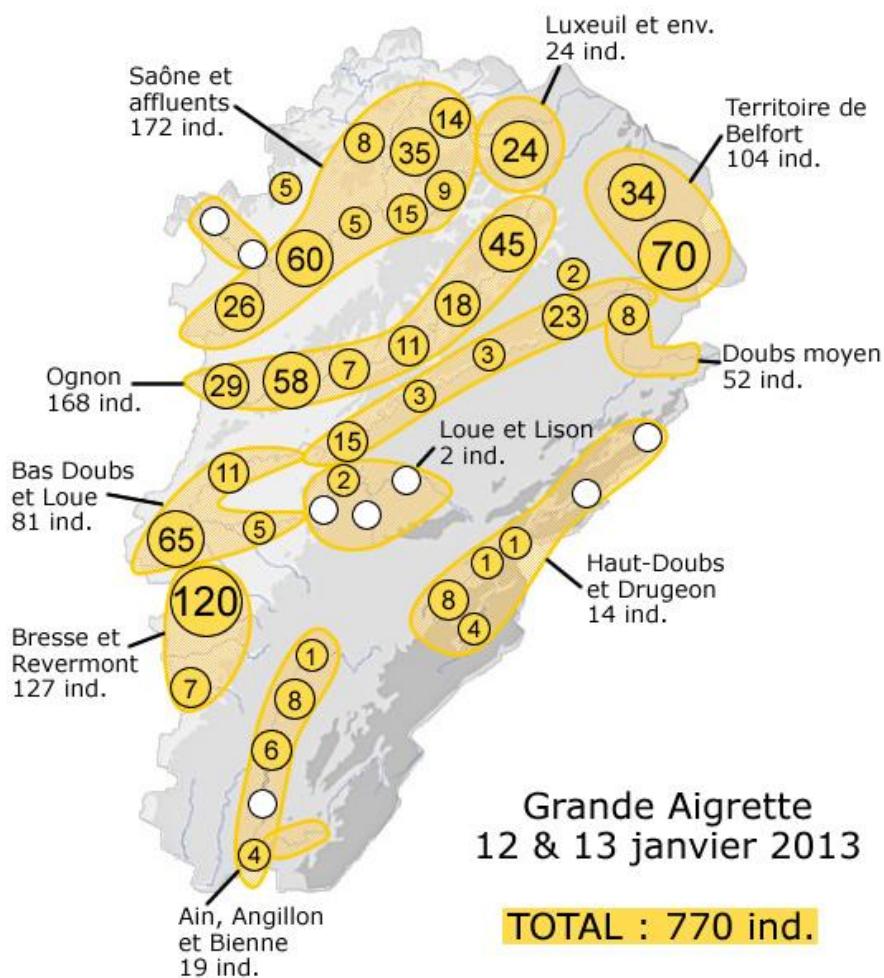 Luxeuil et env.
24 ind.
Saône et
affluents
172 ind.
Territoire de
Belfort
104 ind.
14
8
35
24
5
9
34
15
5
45
70
60
2
26
18
23
8
11
3
Doubs moyen
52 ind.
Ognon
168 ind.
29
58
7
3
15
Loue et Lison
2 ind.
Bas Doubs
et Loue
81 ind.
11
2
65
5
1
1
Haut-Doubs
et Drugeon
14 ind.
120
8
4
Bresse et
Revermont
127 ind.
1
7
8
6
4
Grande Aigrette
12 & 13 janvier 2013
Ain, Angillon
et Bienne
19 ind.
TOTAL : 770 ind.